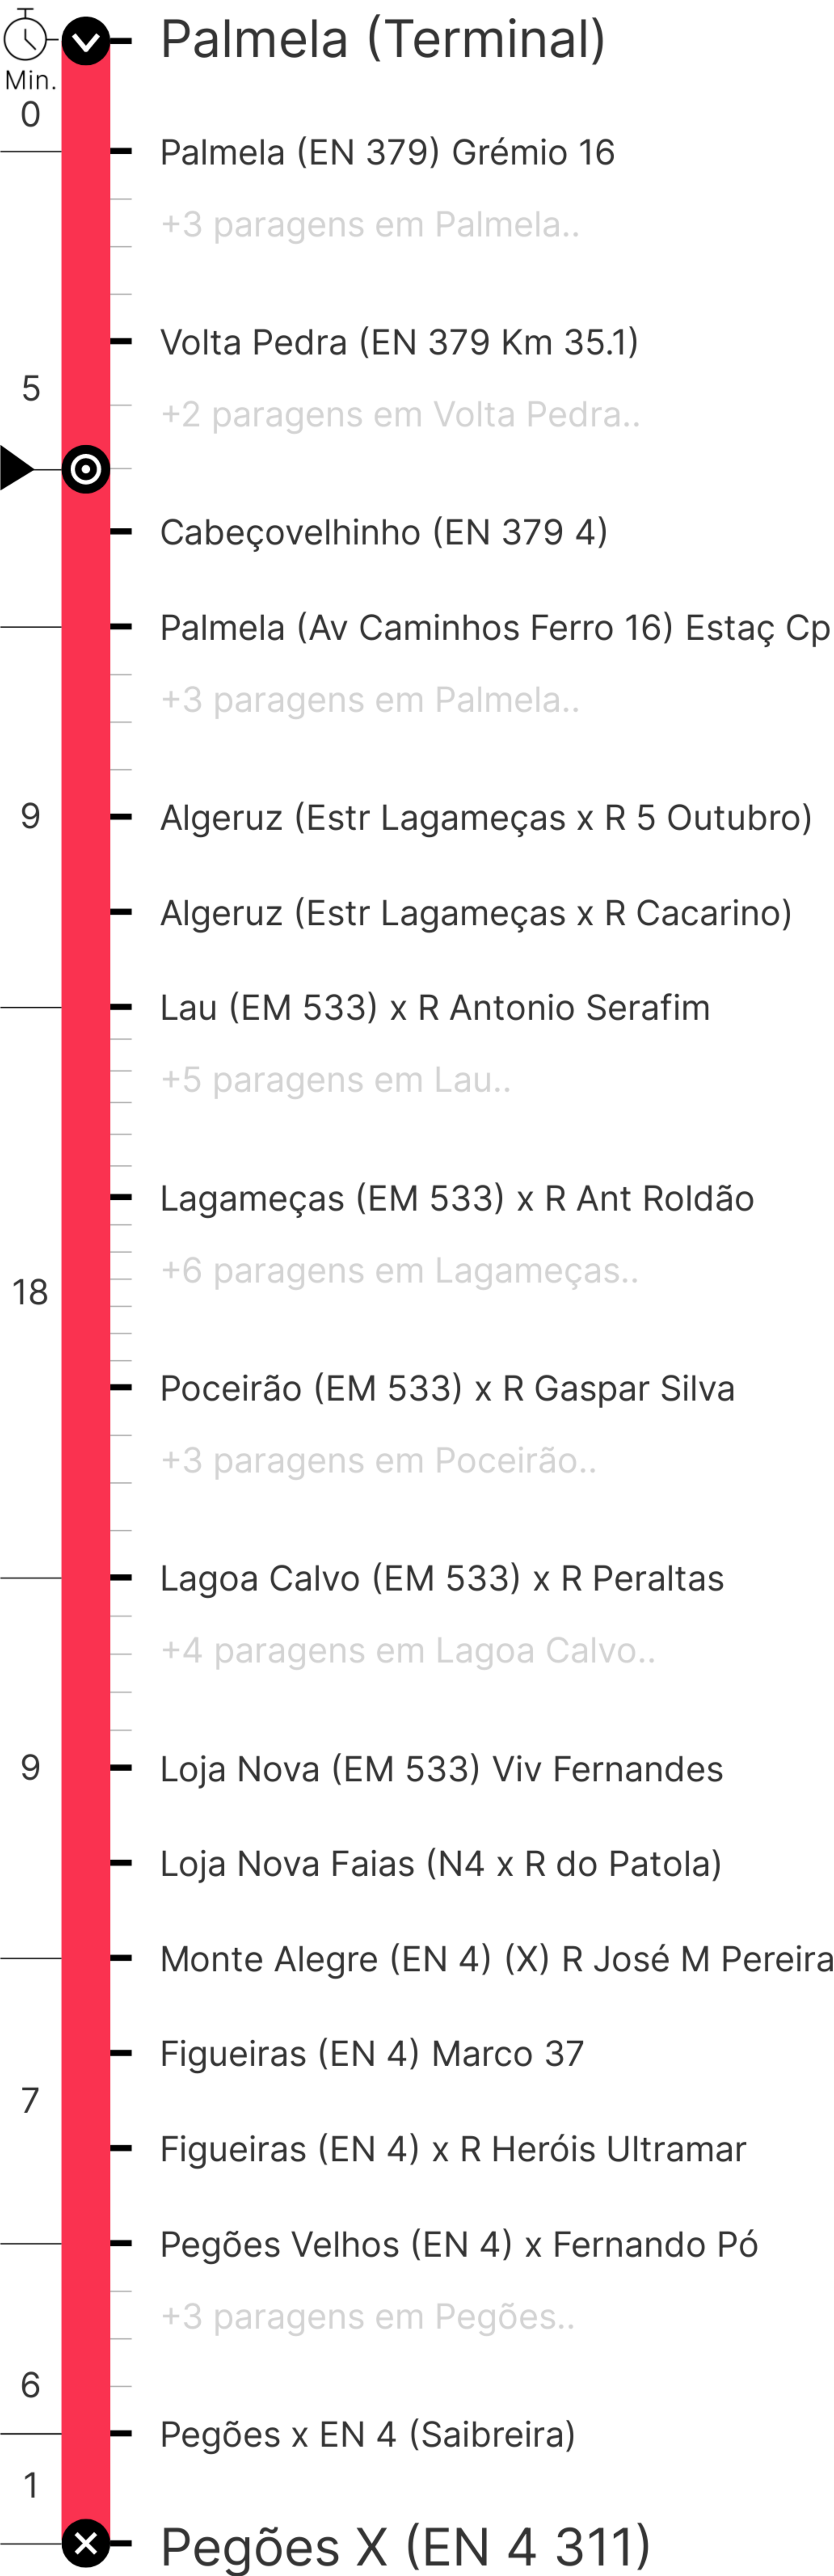 Palmela (Terminal)
Min.
0
Palmela (EN 379) Grémio 16
+3 paragens em Palmela..
Volta Pedra (EN 379 Km 35.1)
5
+2 paragens em Volta Pedra..
Cabeçovelhinho (EN 379 4)
Palmela (Av Caminhos Ferro 16) Estaç Cp
+3 paragens em Palmela..
9
Algeruz (Estr Lagameças x R 5 Outubro)
Algeruz (Estr Lagameças x R Cacarino)
Lau (EM 533) x R Antonio Serafim
+5 paragens em Lau..
Lagameças (EM 533) x R Ant Roldão
+6 paragens em Lagameças..
18
Poceirão (EM 533) x R Gaspar Silva
+3 paragens em Poceirão..
Lagoa Calvo (EM 533) x R Peraltas
+4 paragens em Lagoa Calvo..
9
Loja Nova (EM 533) Viv Fernandes
Loja Nova Faias (N4 x R do Patola)
Monte Alegre (EN 4) (X) R José M Pereira
Figueiras (EN 4) Marco 37
7
Figueiras (EN 4) x R Heróis Ultramar
Pegões Velhos (EN 4) x Fernando Pó
+3 paragens em Pegões..
6
Pegões x EN 4 (Saibreira)
1
Pegões X (EN 4 311)